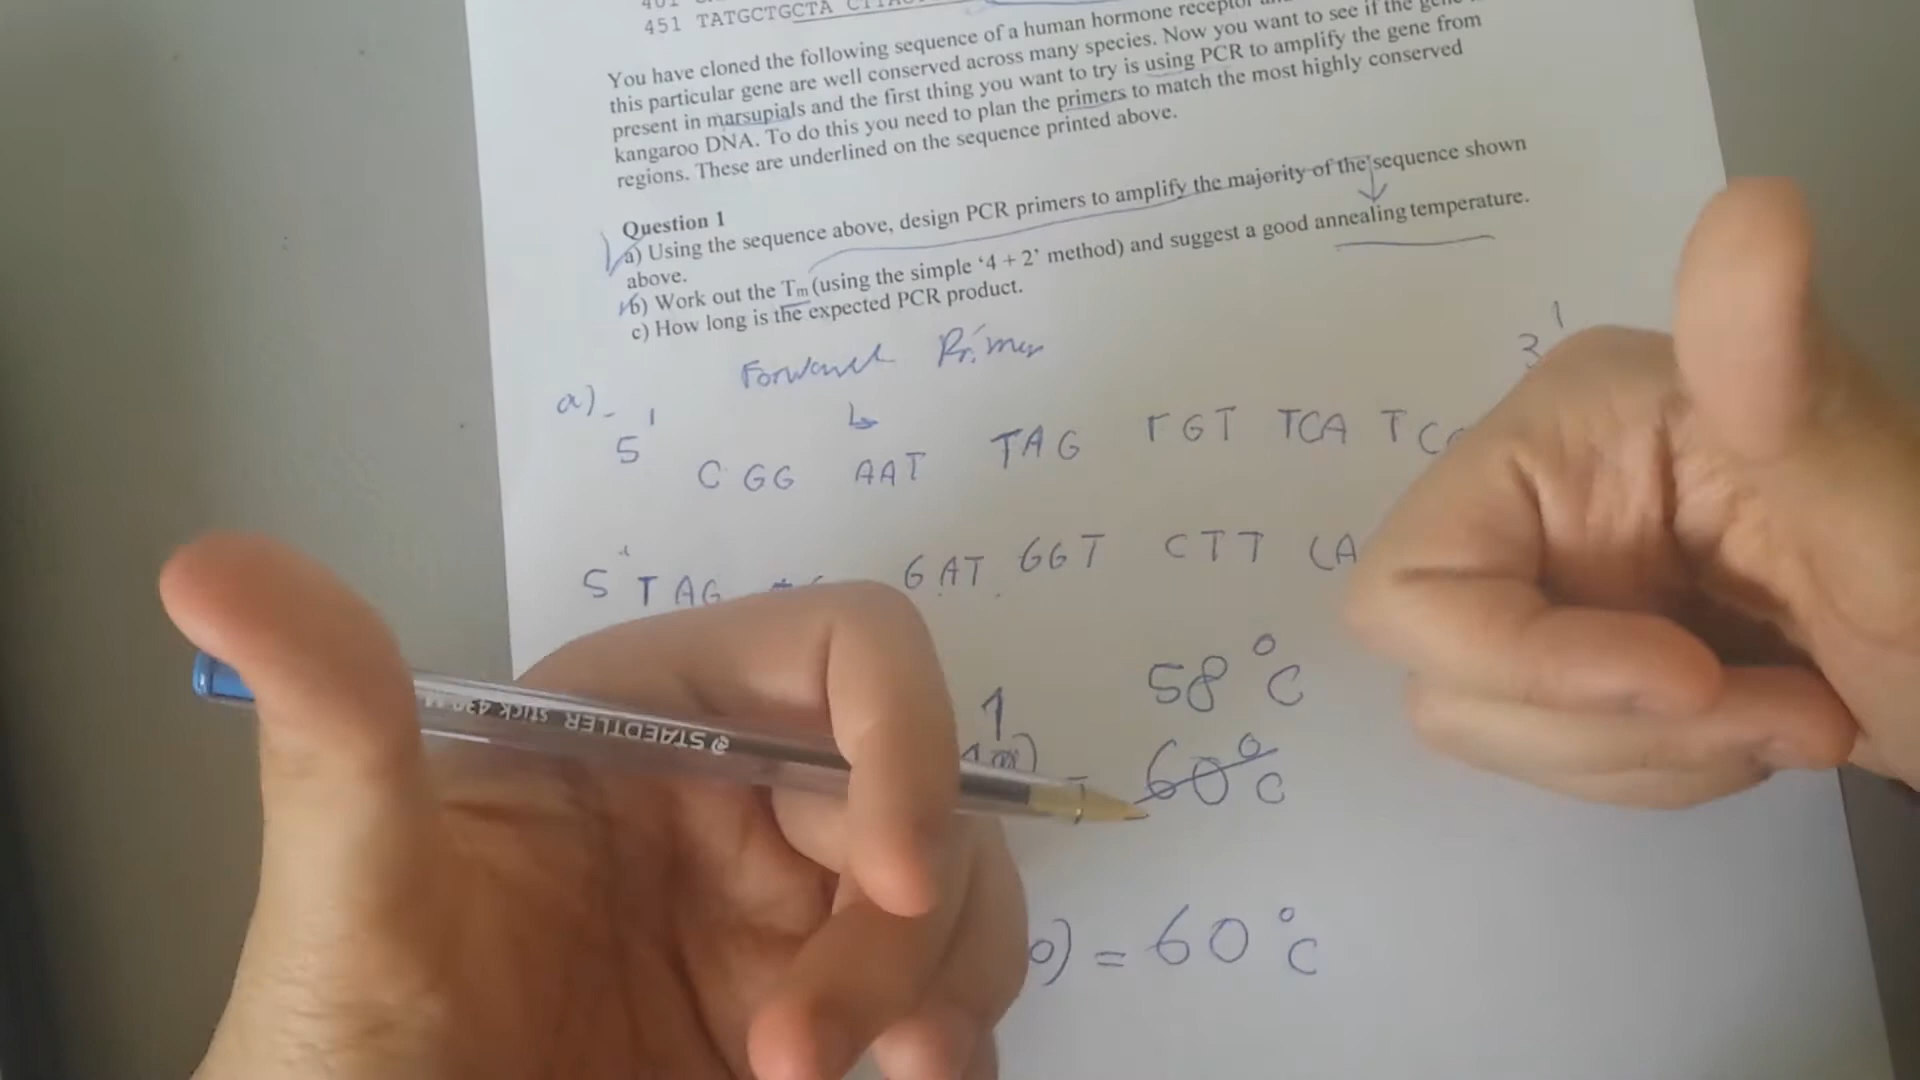 451 TATGCTGCTA
You have cloned the following sequence of a human hormone receptor
this particular gene are well conserved across many species. Now you want to see if the gene
present in marsupials and the first thing you want to try is using PCR to amplify the gene from
kangaroo DNA. To do this you need to plan the primers to match the most highly conserved
regions. These are underlined on the sequence printed above.
Question 1
a) Using the sequence above, design PCR primers to amplify the majority of the sequence shown
above.
b) Work out the Tm (using the simple ‘4 + 2’ method) and suggest a good annealing temperature.
c) How long is the expected PCR product.
Forward Primer
a)
5' CGG AAT TAG TGT TCA TCG 3'
5' TAG GAT GGT CTT CA
58°C
60°C
0) = 60°C
STAEDTLER stick 430 M